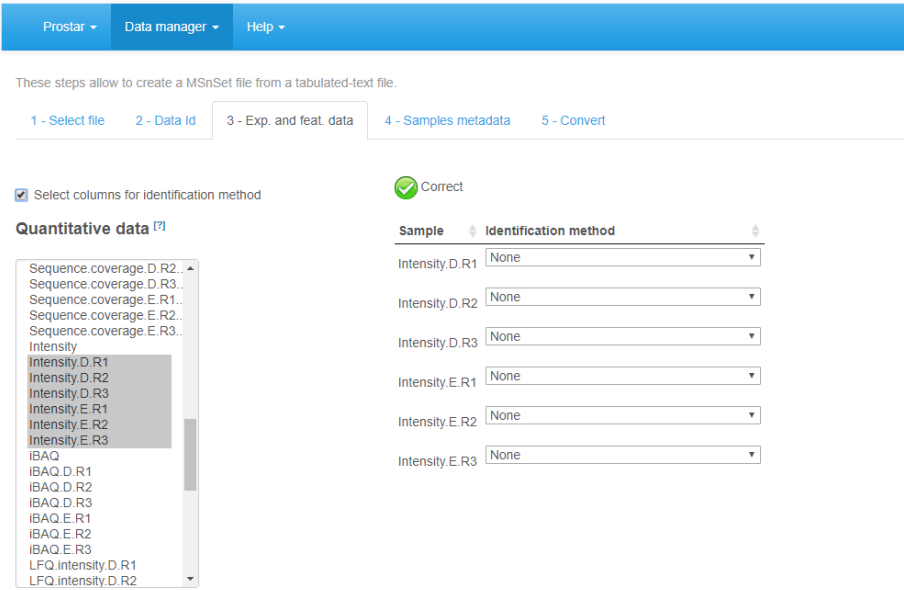 Prostar Data manager Help
These steps allow to create a MSnSet file from a tabulated-text file.
1 - Select file 2 - Data Id 3 - Exp. and feat. data 4 - Samples metadata 5 - Convert
Select columns for identification method
Quantitative data [?]
Sequence.coverage.D.R2..
Sequence.coverage.D.R3..
Sequence.coverage.E.R1..
Sequence.coverage.E.R2..
Sequence.coverage.E.R3..
Intensity
Intensity.D.R1
Intensity.D.R2
Intensity.D.R3
Intensity.E.R1
Intensity.E.R2
Intensity.E.R3
iBAQ
iBAQ.D.R1
iBAQ.D.R2
iBAQ.D.R3
iBAQ.E.R1
iBAQ.E.R2
iBAQ.E.R3
LFQ.intensity.D.R1
LFQ.intensity.D.R2
Correct
Sample Identification method
Intensity.D.R1 None
Intensity.D.R2 None
Intensity.D.R3 None
Intensity.E.R1 None
Intensity.E.R2 None
Intensity.E.R3 None